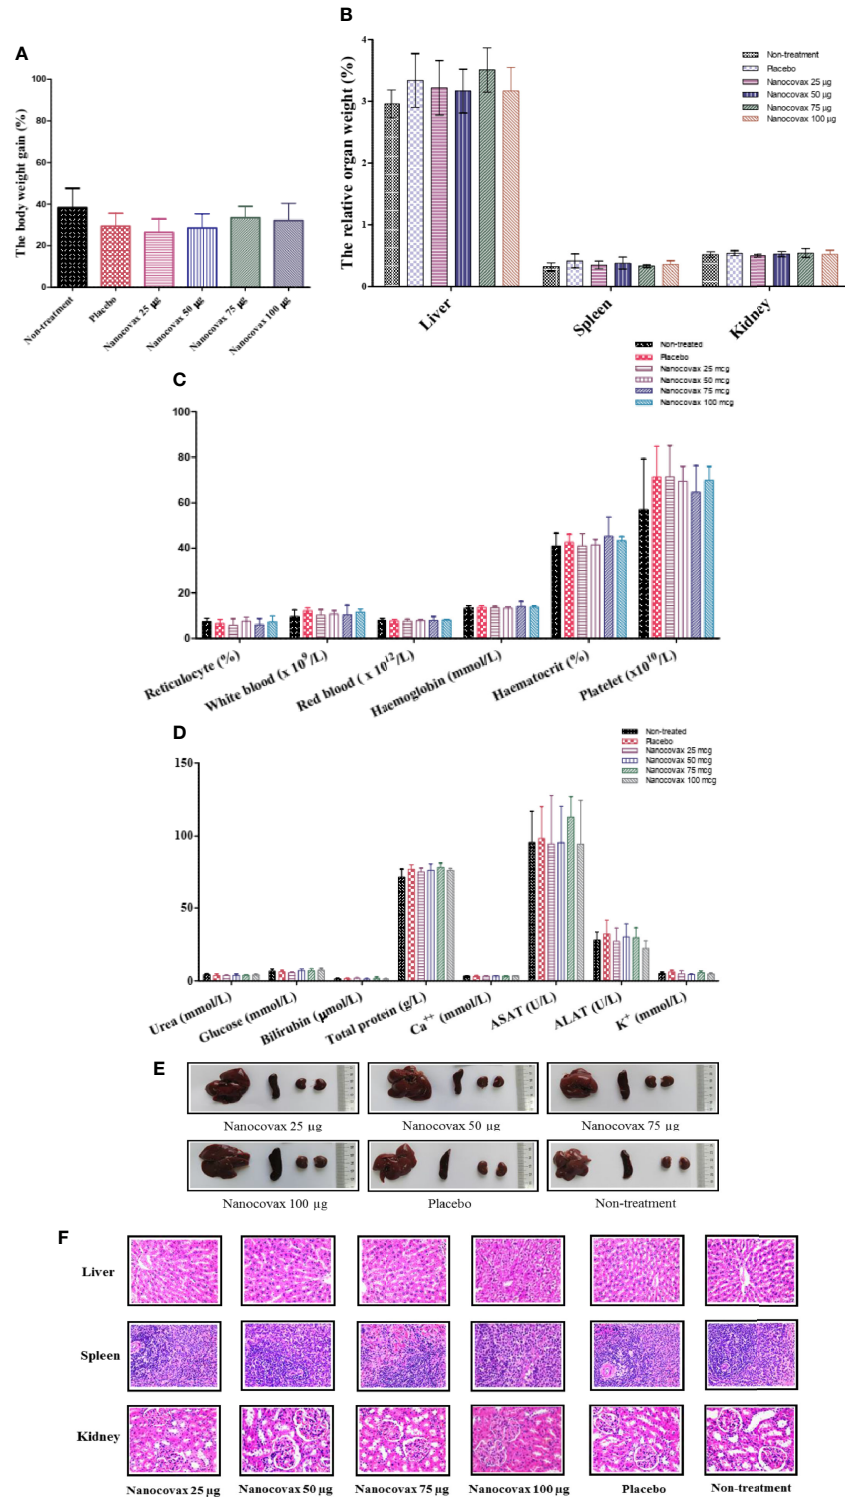 A
The body weight gain (%)
100
80
60
40
20
0
Non-treatment
Placebo
Nanocovax 25 µg
Nanocovax 50 µg
Nanocovax 75 µg
Nanocovax 100 µg
B
The relative organ weight (%)
4
3
2
1
0
Liver
Spleen
Kidney
Non-treatment
Placebo
Nanocovax 25 µg
Nanocovax 50 µg
Nanocovax 75 µg
Nanocovax 100 µg
C
100
80
60
40
20
0
Reticulocyte (%)
White blood (x 10⁹/L)
Red blood ( x 10¹²/L)
Haemoglobin (mmol/L)
Haematocrit (%)
Platelet (x10¹⁰/L)
Non-treated
Placebo
Nanocovax 25 mcg
Nanocovax 50 mcg
Nanocovax 75 mcg
Nanocovax 100 mcg
D
150
100
50
0
Urea (mmol/L)
Glucose (mmol/L)
Bilirubin (µmol/L)
Total protein (g/L)
Ca⁺⁺ (mmol/L)
ASAT (U/L)
ALAT (U/L)
K⁺ (mmol/L)
Non-treated
Placebo
Nanocovax 25 mcg
Nanocovax 50 mcg
Nanocovax 75 mcg
Nanocovax 100 mcg
E
Nanocovax 25 µg
Nanocovax 50 µg
Nanocovax 75 µg
Nanocovax 100 µg
Placebo
Non-treatment
F
Liver
Spleen
Kidney
Nanocovax 25 µg
Nanocovax 50 µg
Nanocovax 75 µg
Nanocovax 100 µg
Placebo
Non-treatment